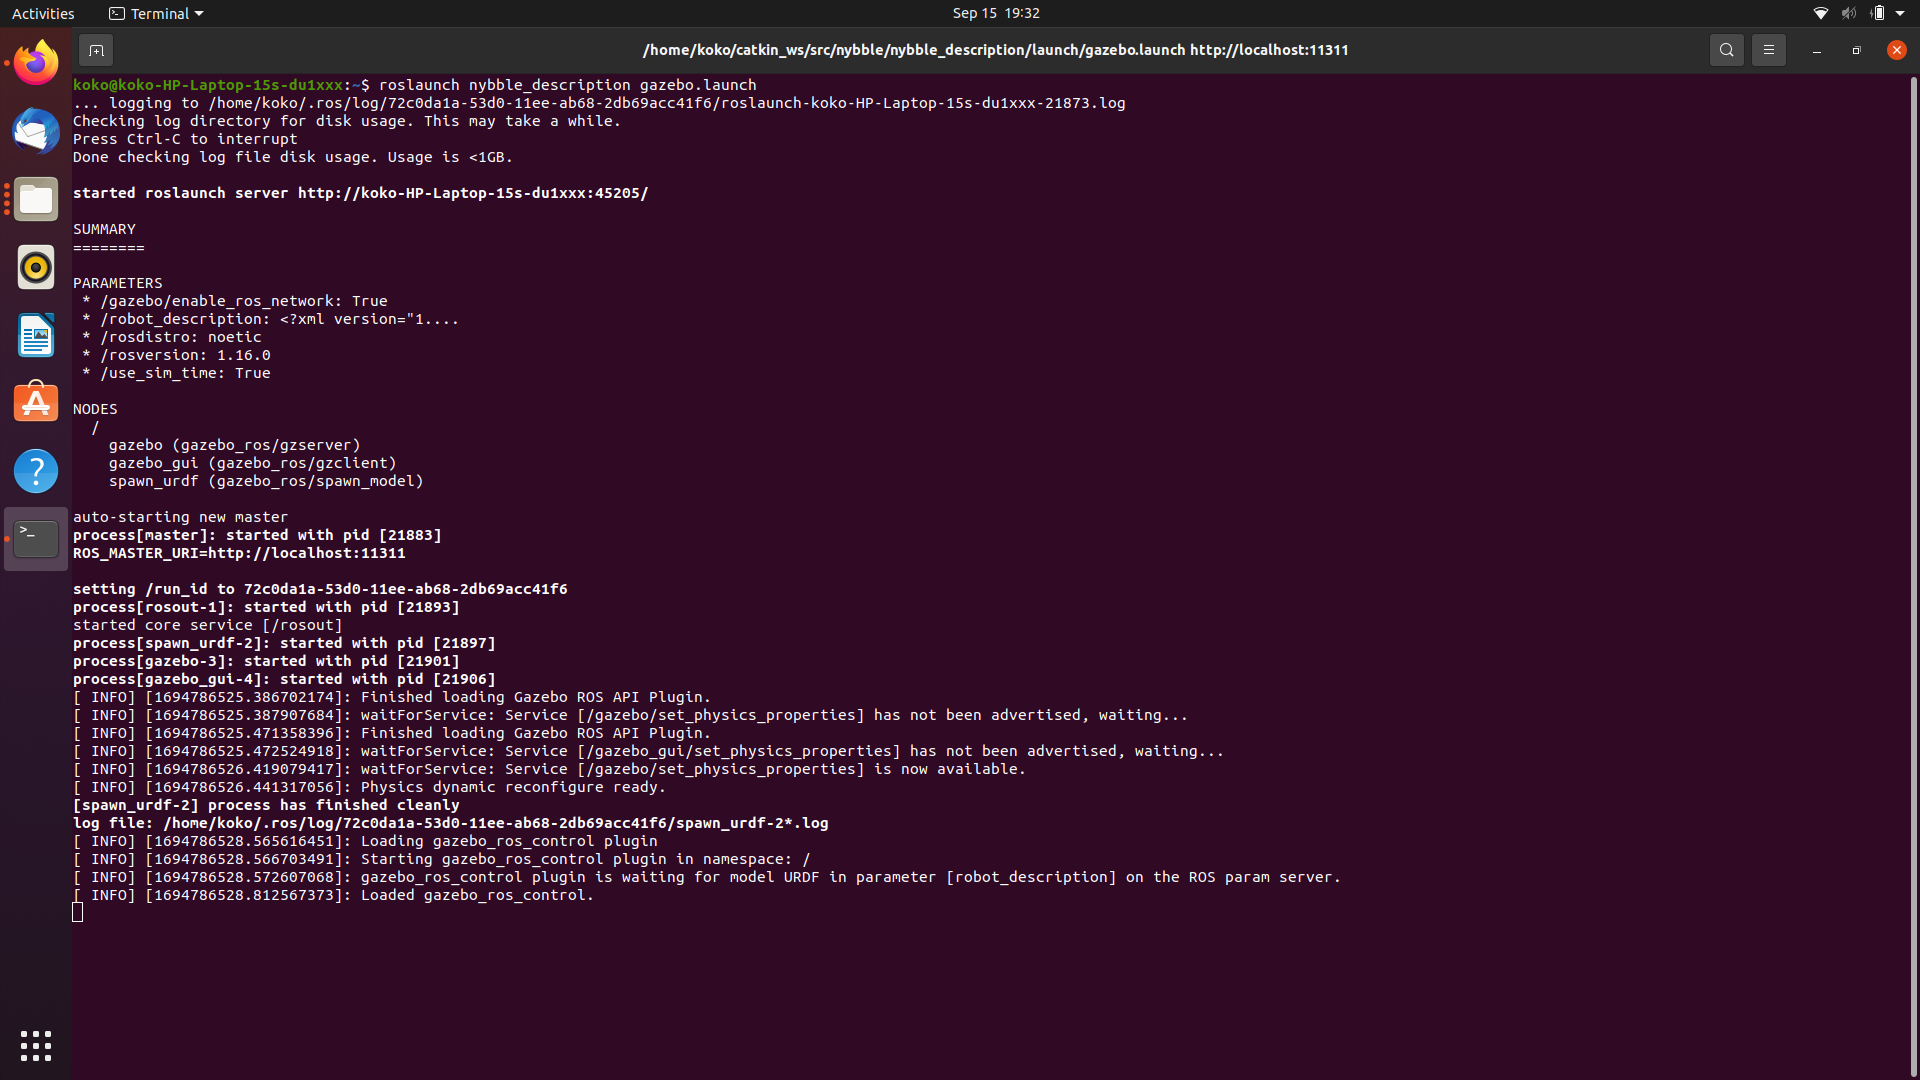 Activities
Terminal
Sep 15 19:32
/home/koko/catkin_ws/src/nybble/nybble_description/launch/gazebo.launch http://localhost:11311
koko@koko-HP-Laptop-15s-du1xxx:~$ roslaunch nybble_description gazebo.launch
... logging to /home/koko/.ros/log/72c0da1a-53d0-11ee-ab68-2db69acc41f6/roslaunch-koko-HP-Laptop-15s-du1xxx-21873.log
Checking log directory for disk usage. This may take a while.
Press Ctrl-C to interrupt
Done checking log file disk usage. Usage is <1GB.
started roslaunch server http://koko-HP-Laptop-15s-du1xxx:45205/
SUMMARY
========
PARAMETERS
* /gazebo/enable_ros_network: True
* /robot_description: <?xml version="1....
* /rosdistro: noetic
* /rosversion: 1.16.0
* /use_sim_time: True
NODES
/
gazebo (gazebo_ros/gzserver)
gazebo_gui (gazebo_ros/gzclient)
spawn_urdf (gazebo_ros/spawn_model)
auto-starting new master
process[master]: started with pid [21883]
ROS_MASTER_URI=http://localhost:11311
setting /run_id to 72c0da1a-53d0-11ee-ab68-2db69acc41f6
process[rosout-1]: started with pid [21893]
started core service [/rosout]
process[spawn_urdf-2]: started with pid [21897]
process[gazebo-3]: started with pid [21901]
process[gazebo_gui-4]: started with pid [21906]
[ INFO] [1694786525.386702174]: Finished loading Gazebo ROS API Plugin.
[ INFO] [1694786525.387907684]: waitForService: Service [/gazebo/set_physics_properties] has not been advertised, waiting...
[ INFO] [1694786525.471358396]: Finished loading Gazebo ROS API Plugin.
[ INFO] [1694786525.472524918]: waitForService: Service [/gazebo_gui/set_physics_properties] has not been advertised, waiting...
[ INFO] [1694786526.419079417]: waitForService: Service [/gazebo/set_physics_properties] is now available.
[ INFO] [1694786526.441317056]: Physics dynamic reconfigure ready.
[spawn_urdf-2] process has finished cleanly
log file: /home/koko/.ros/log/72c0da1a-53d0-11ee-ab68-2db69acc41f6/spawn_urdf-2*.log
[ INFO] [1694786528.565616451]: Loading gazebo_ros_control plugin
[ INFO] [1694786528.566703491]: Starting gazebo_ros_control plugin in namespace: /
[ INFO] [1694786528.572607068]: gazebo_ros_control plugin is waiting for model URDF in parameter [robot_description] on the ROS param server.
[ INFO] [1694786528.812567373]: Loaded gazebo_ros_control.